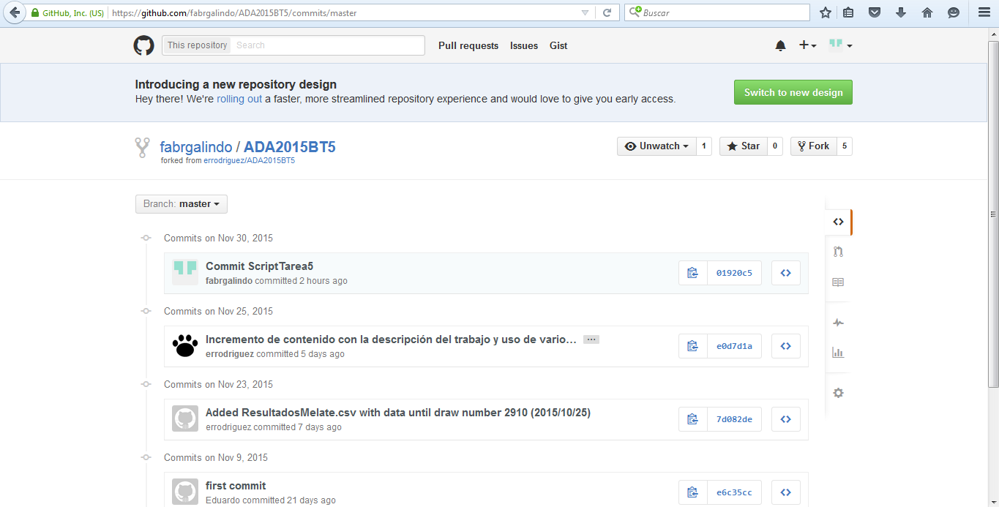 GitHub, Inc. (US) https://github.com/fabrgalindo/ADA2015BT5/commits/master Buscar
This repository Search Pull requests Issues Gist
Introducing a new repository design
Hey there! We're rolling out a faster, more streamlined repository experience and would love to give you early access.
Switch to new design
fabrgalindo / ADA2015BT5
forked from errodriguez/ADA2015BT5
Unwatch 1 Star 0 Fork 5
Branch: master
Commits on Nov 30, 2015
Commit ScriptTarea5
fabrgalindo committed 2 hours ago
01920c5
Commits on Nov 25, 2015
Incremento de contenido con la descripción del trabajo y uso de vario… …
errodriguez committed 5 days ago
e0d7d1a
Commits on Nov 23, 2015
Added ResultadosMelate.csv with data until draw number 2910 (2015/10/25)
errodriguez committed 7 days ago
7d082de
Commits on Nov 9, 2015
first commit
Eduardo committed 21 days ago
e6c35cc